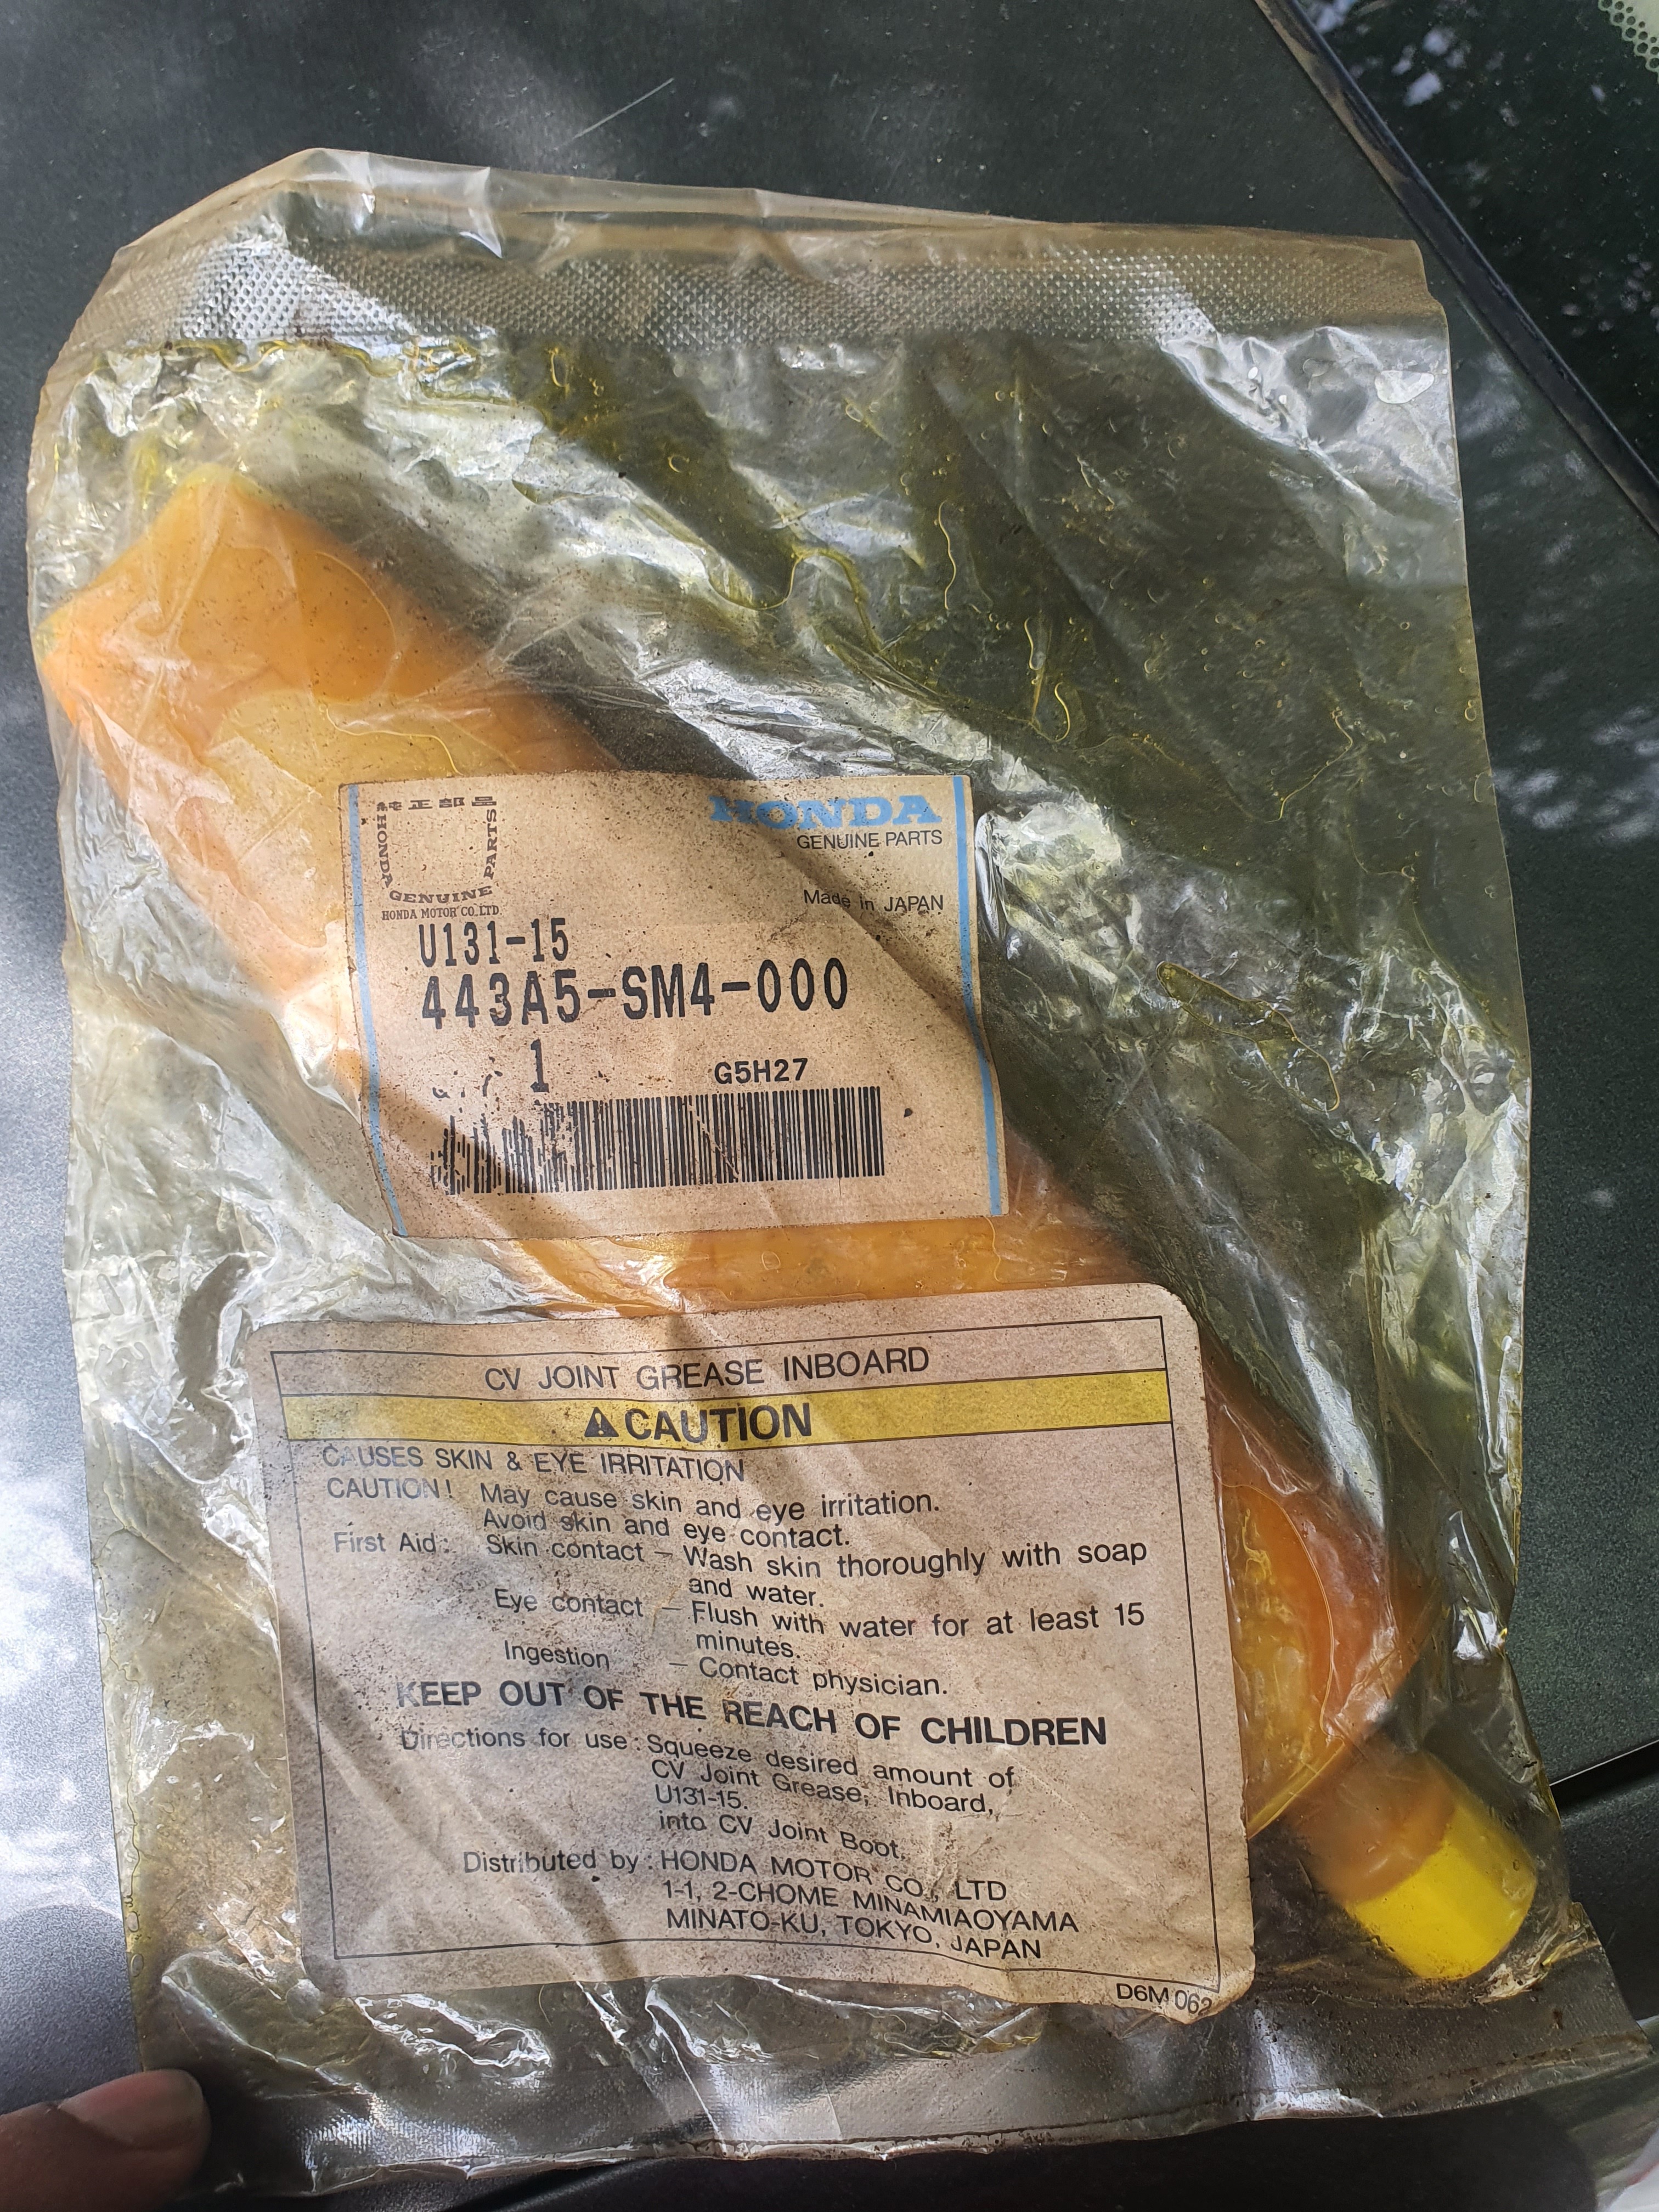 純正部品
HONDA
GENUINE
PARTS
HONDA MOTOR CO.LTD.
HONDA
GENUINE PARTS
Made in JAPAN
U131-15
443A5-SM4-000
1
G5H27
CV JOINT GREASE INBOARD
⚠CAUTION
CAUSES SKIN & EYE IRRITATION
CAUTION! May cause skin and eye irritation.
Avoid skin and eye contact.
First Aid: Skin contact – Wash skin thoroughly with soap
and water.
Eye contact – Flush with water for at least 15
minutes.
Ingestion – Contact physician.
KEEP OUT OF THE REACH OF CHILDREN
Directions for use: Squeeze desired amount of
CV Joint Grease, Inboard,
U131-15.
into CV Joint Boot.
Distributed by: HONDA MOTOR CO., LTD
1-1, 2-CHOME MINAMIAOYAMA
MINATO-KU, TOKYO, JAPAN
D6M 062